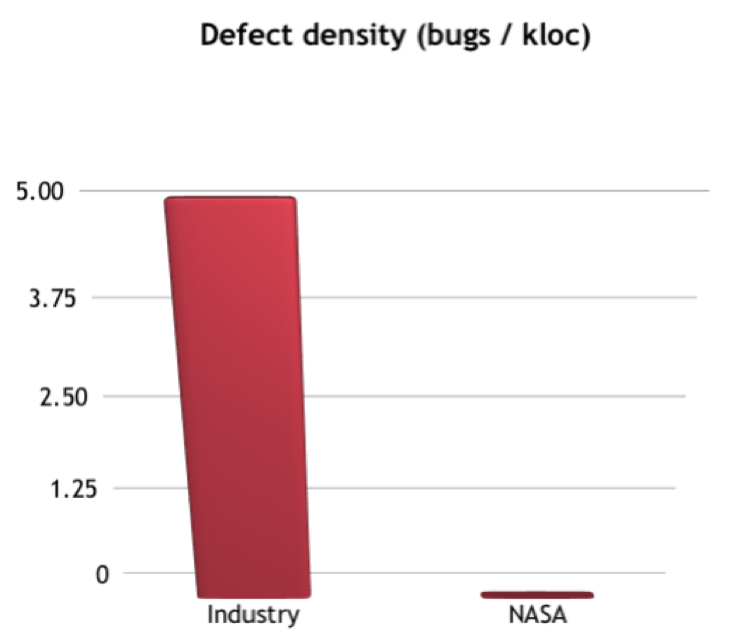 Defect density (bugs / kloc)
5.00
3.75
2.50
1.25
0
Industry
NASA